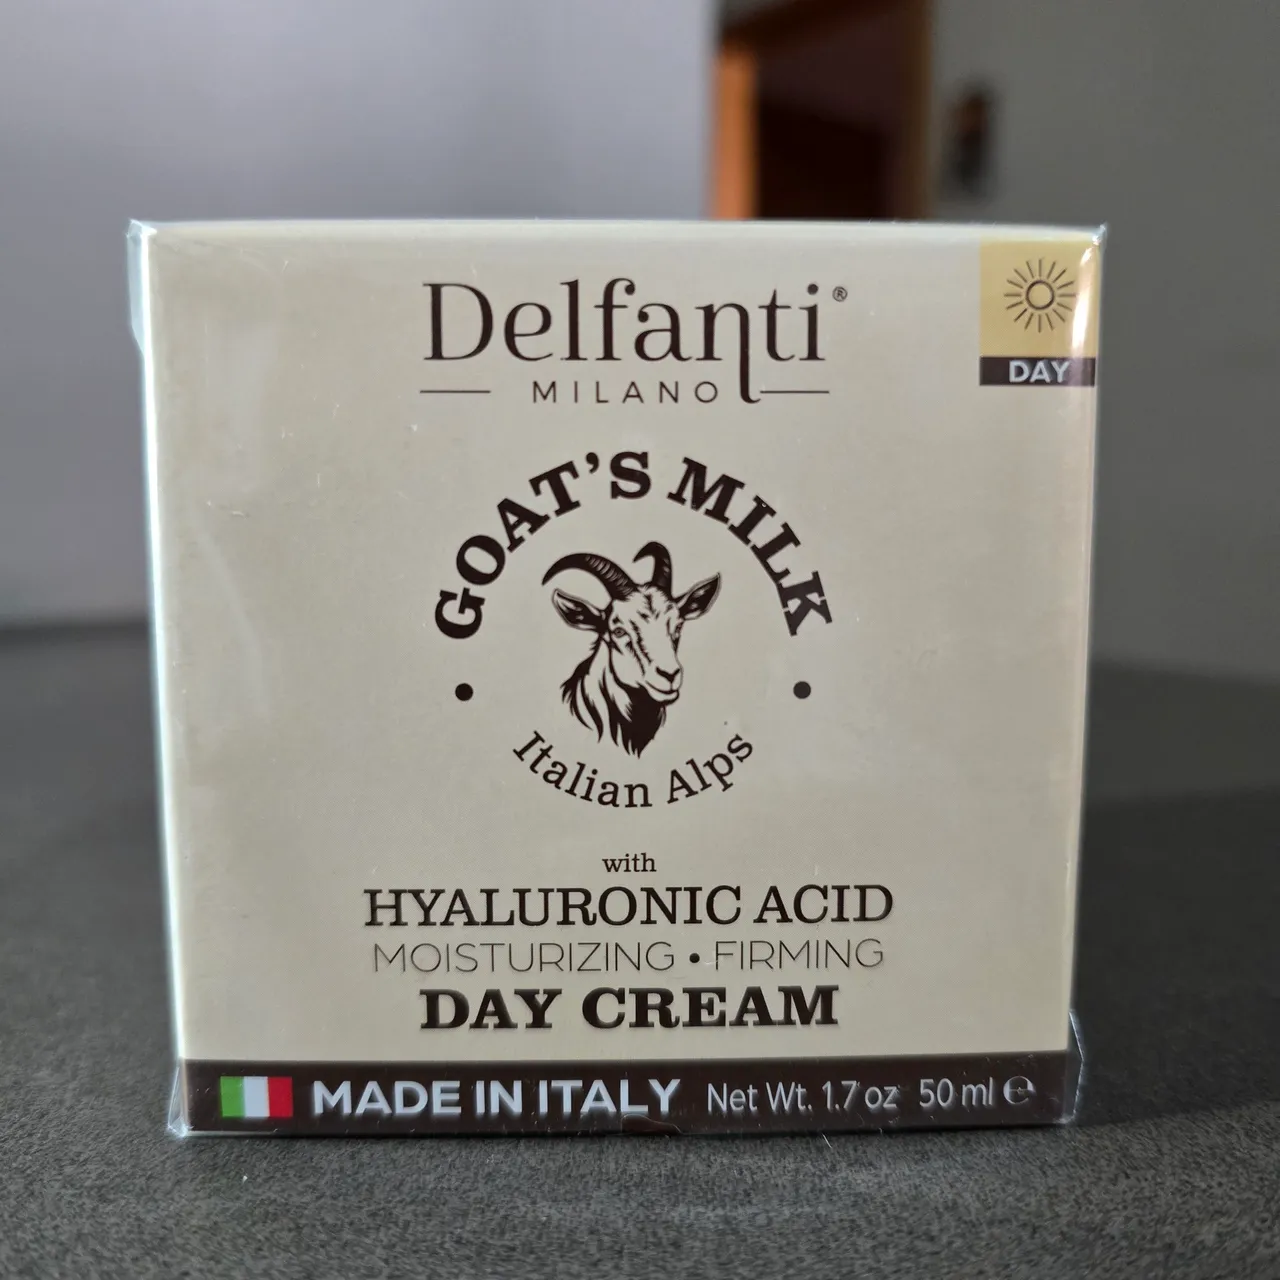 Delfanti®
MILANO
DAY
GOAT'S MILK
Italian Alps
with
HYALURONIC ACID
MOISTURIZING • FIRMING
DAY CREAM
MADE IN ITALY Net Wt. 1.7 oz 50 ml ℮